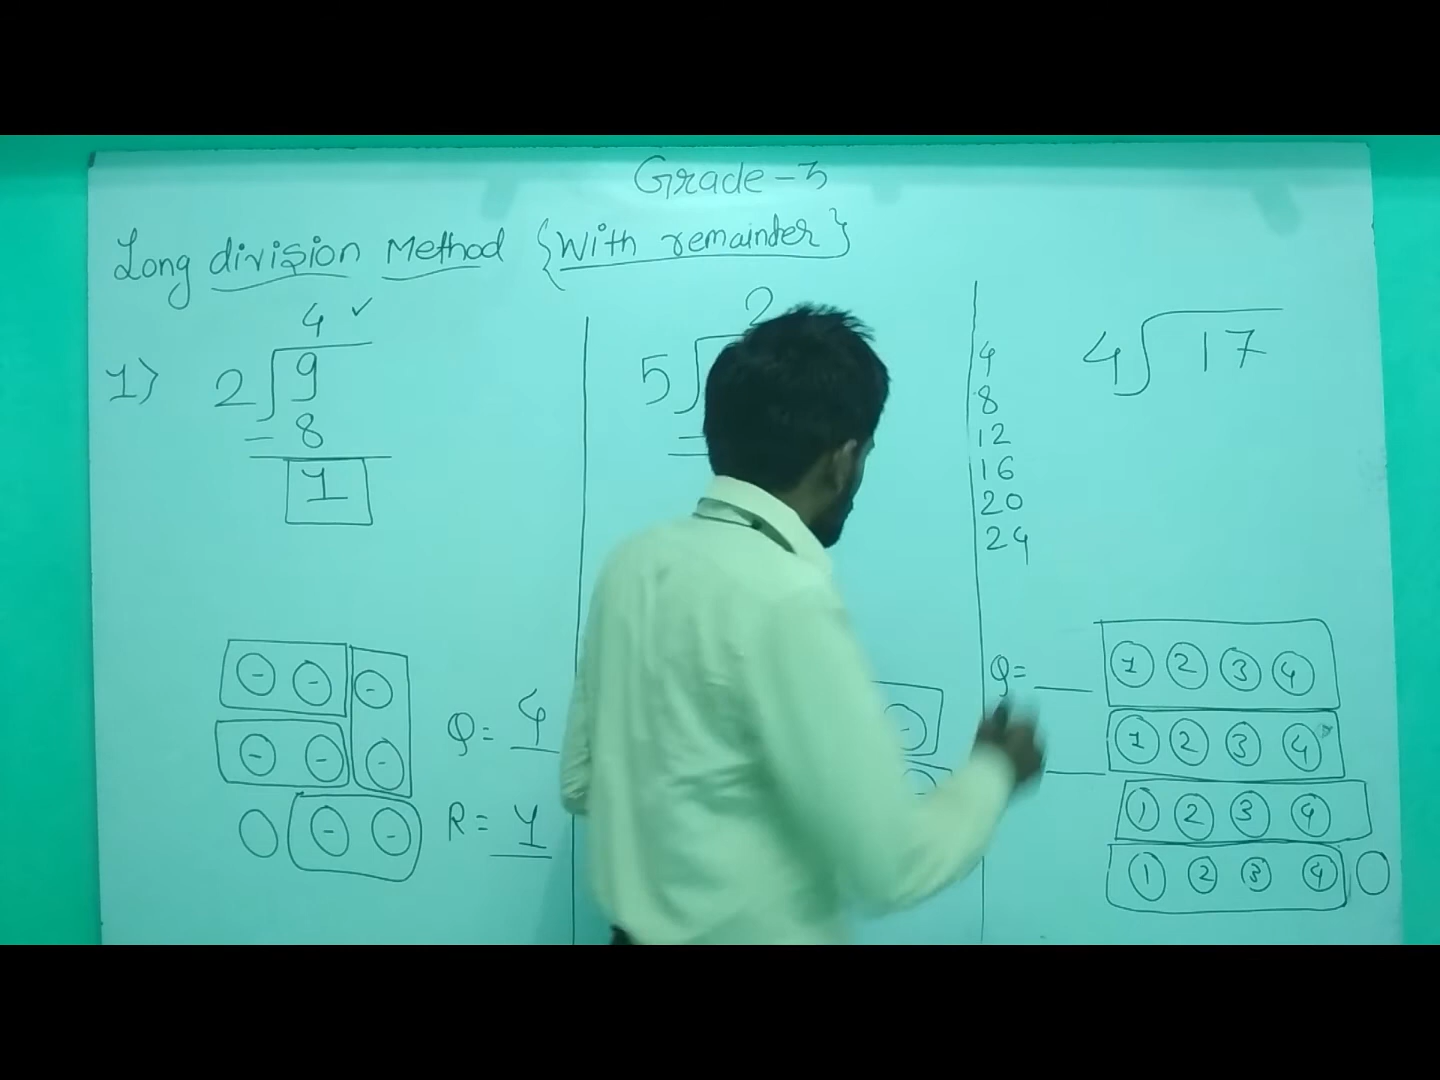 Grade-3
Long division Method {With remainder}
4 ✓
1) 2 9
= 8
1
Q= 4
R= 1
2
5
4
8
12
16
20
24
4 17
Q=
1 2 3 4
1 2 3 4
1 2 3 4
1 2 3 4